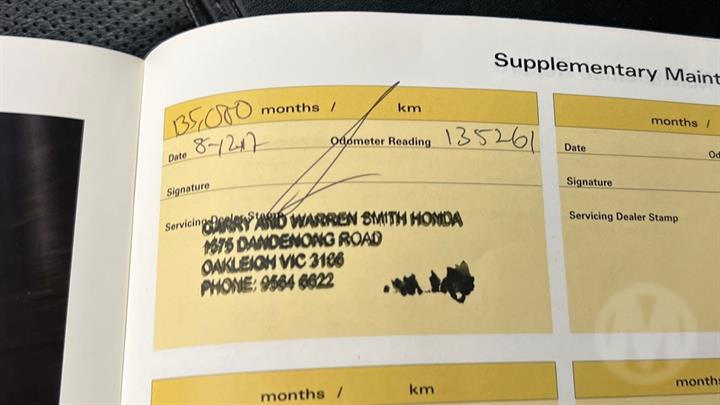 Supplementary Maint
135,000 months / km
Date 8-12-17 Odometer Reading 135261
Signature
Servicing Dealer Stamp
GARRY AND WARREN SMITH HONDA
1575 DANDENONG ROAD
OAKLEIGH VIC 3166
PHONE: 9564 6622
months / km
months /
Date Od
Signature
Servicing Dealer Stamp
month